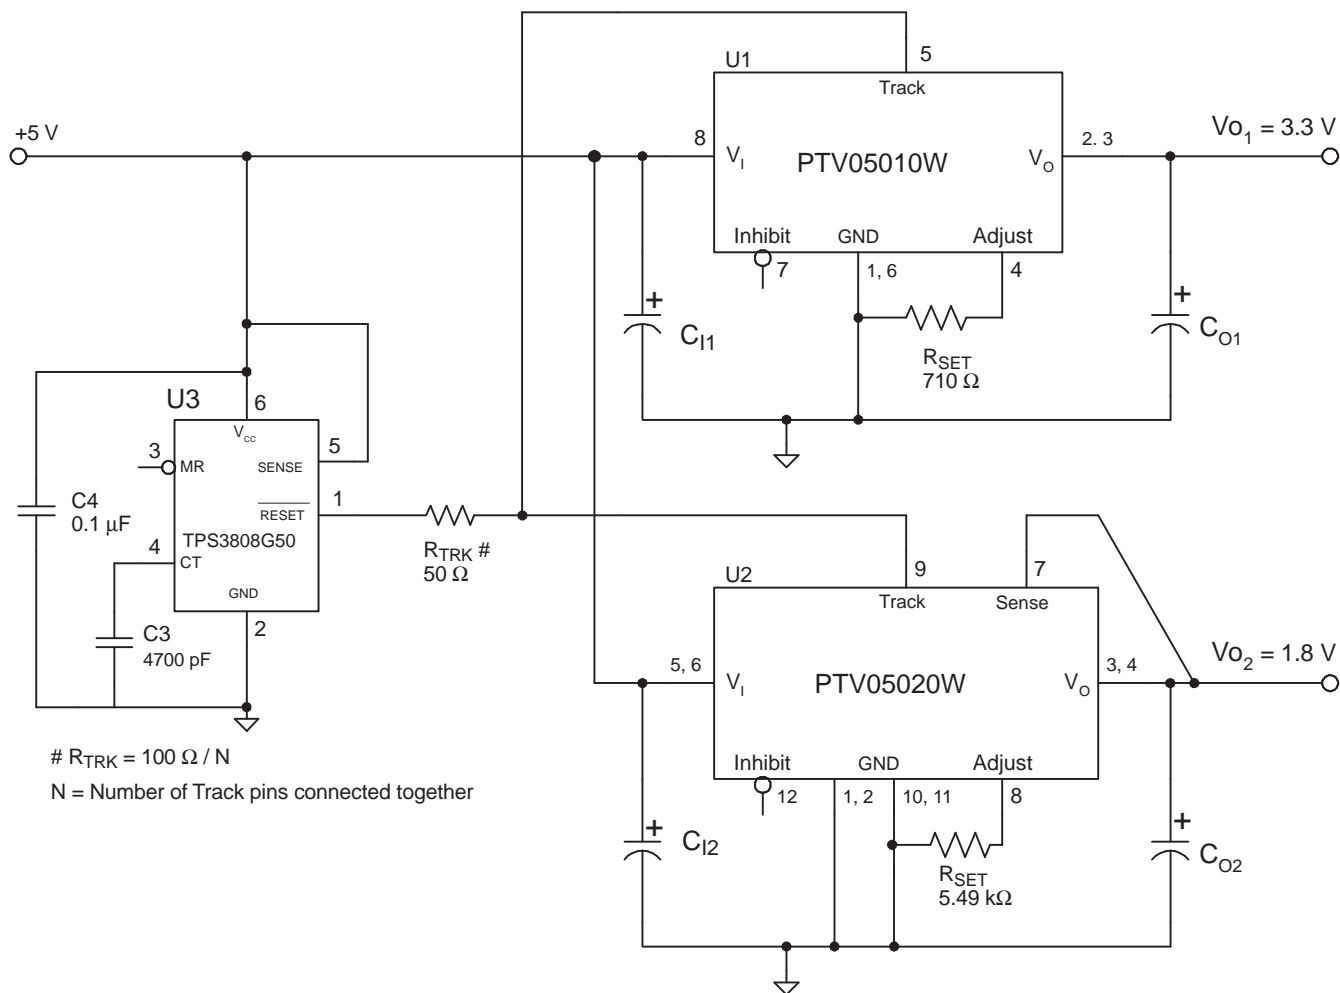 U1
5
Track
+5 V
8
V_I
PTV05010W
V_O
2. 3
Vo_1 = 3.3 V
Inhibit
GND
Adjust
7
1, 6
4
+
C_I1
R_SET
710 Ω
+
C_O1
U3
6
V_cc
5
3
MR
SENSE
1
RESET
C4
0.1 μF
TPS3808G50
4
CT
R_TRK #
50 Ω
GND
2
C3
4700 pF
U2
9
7
Track
Sense
5, 6
V_I
PTV05020W
V_O
3, 4
Vo_2 = 1.8 V
# R_TRK = 100 Ω / N
N = Number of Track pins connected together
Inhibit
GND
Adjust
12
1, 2
10, 11
8
+
C_I2
R_SET
5.49 kΩ
+
C_O2